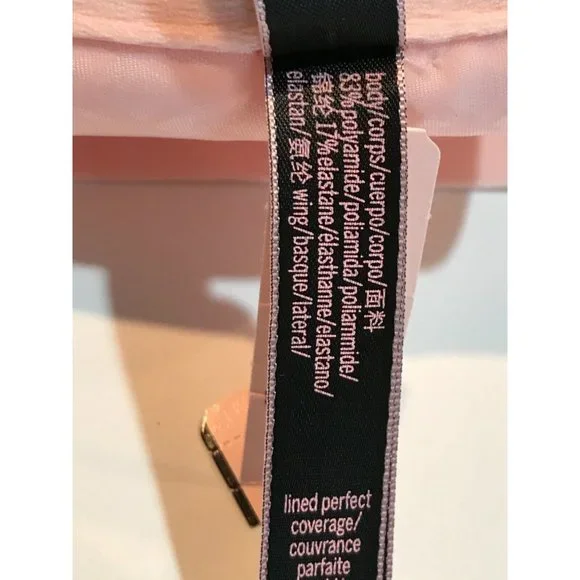 body/corps/cuerpo/corpo/面料
83%polyamide/poliamida/poliammide/
锦纶 17%elastane/élasthanne/elastano/
elastan/氨纶 wing/basque/lateral/
lined perfect
coverage/
couvrance
parfaite